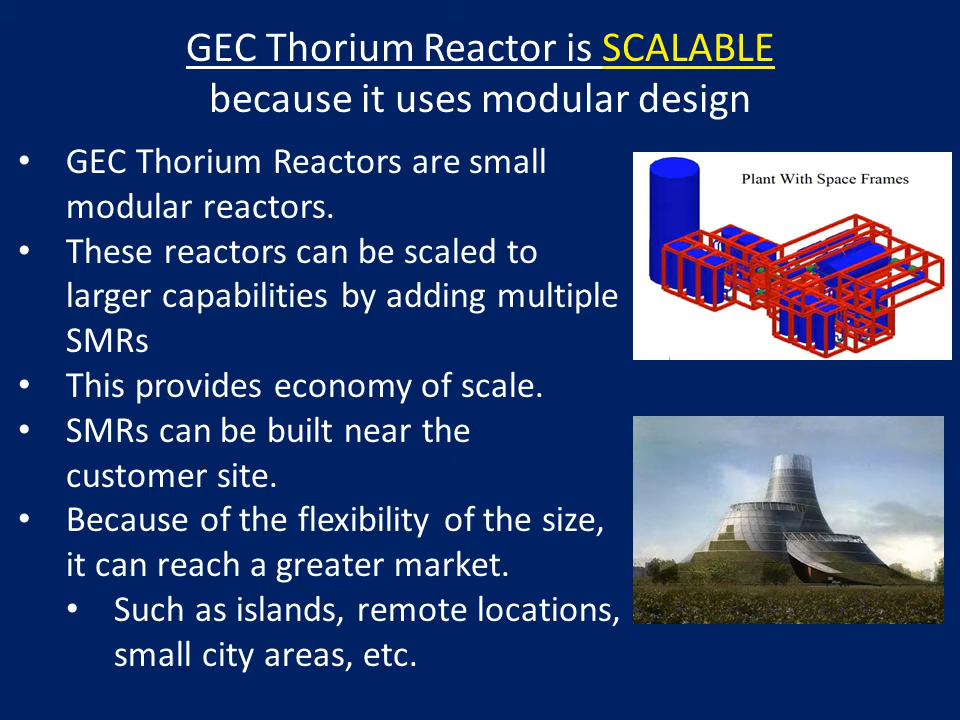 GEC Thorium Reactor is SCALABLE
because it uses modular design
• GEC Thorium Reactors are small
modular reactors.
• These reactors can be scaled to
larger capabilities by adding multiple
SMRs
• This provides economy of scale.
• SMRs can be built near the
customer site.
• Because of the flexibility of the size,
it can reach a greater market.
• Such as islands, remote locations,
small city areas, etc.
Plant With Space Frames